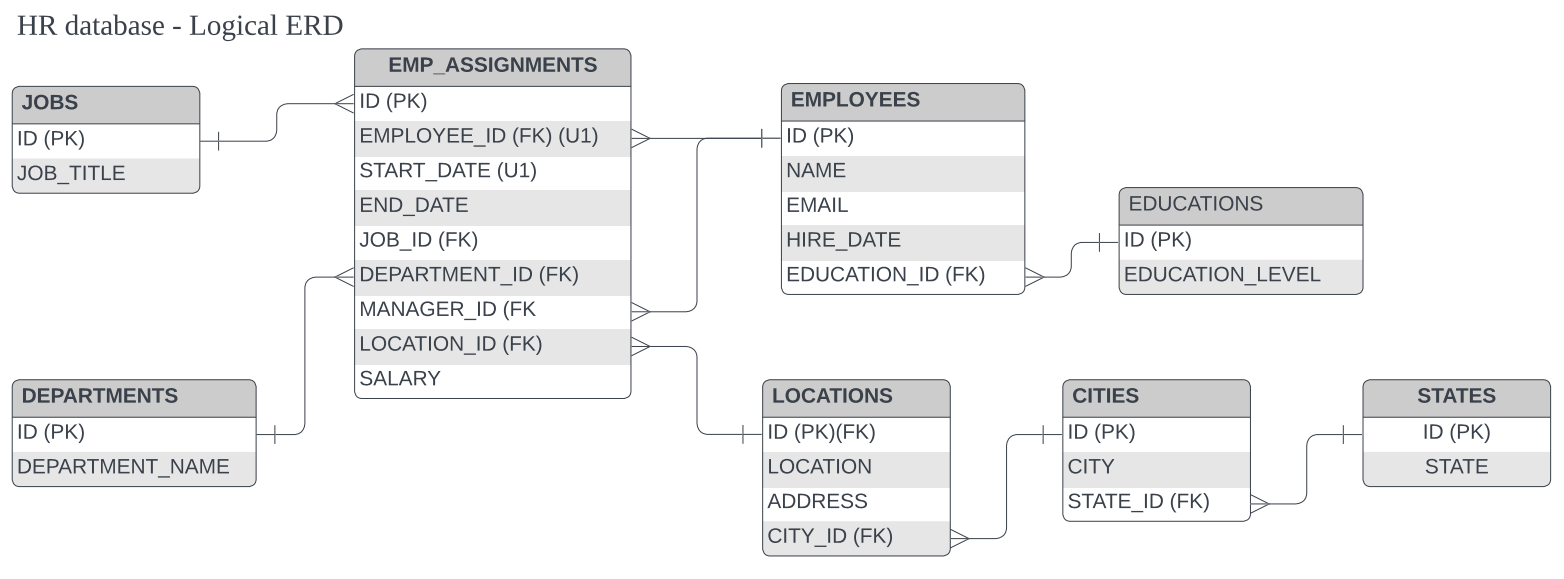 HR database - Logical ERD
JOBS
ID (PK)
JOB_TITLE
EMP_ASSIGNMENTS
ID (PK)
EMPLOYEE_ID (FK) (U1)
START_DATE (U1)
END_DATE
JOB_ID (FK)
DEPARTMENT_ID (FK)
MANAGER_ID (FK
LOCATION_ID (FK)
SALARY
EMPLOYEES
ID (PK)
NAME
EMAIL
HIRE_DATE
EDUCATION_ID (FK)
EDUCATIONS
ID (PK)
EDUCATION_LEVEL
DEPARTMENTS
ID (PK)
DEPARTMENT_NAME
LOCATIONS
ID (PK)(FK)
LOCATION
ADDRESS
CITY_ID (FK)
CITIES
ID (PK)
CITY
STATE_ID (FK)
STATES
ID (PK)
STATE